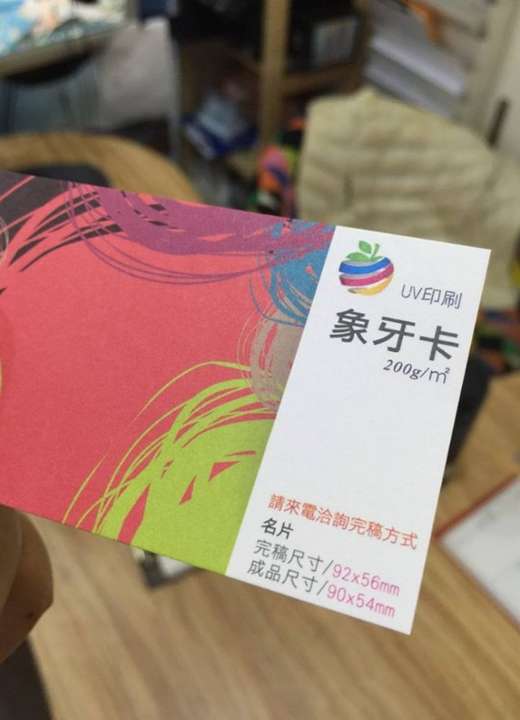 UV印刷
象牙卡
200g/㎡
請來電洽詢完稿方式
名片
完稿尺寸/92x56mm
成品尺寸/90x54mm